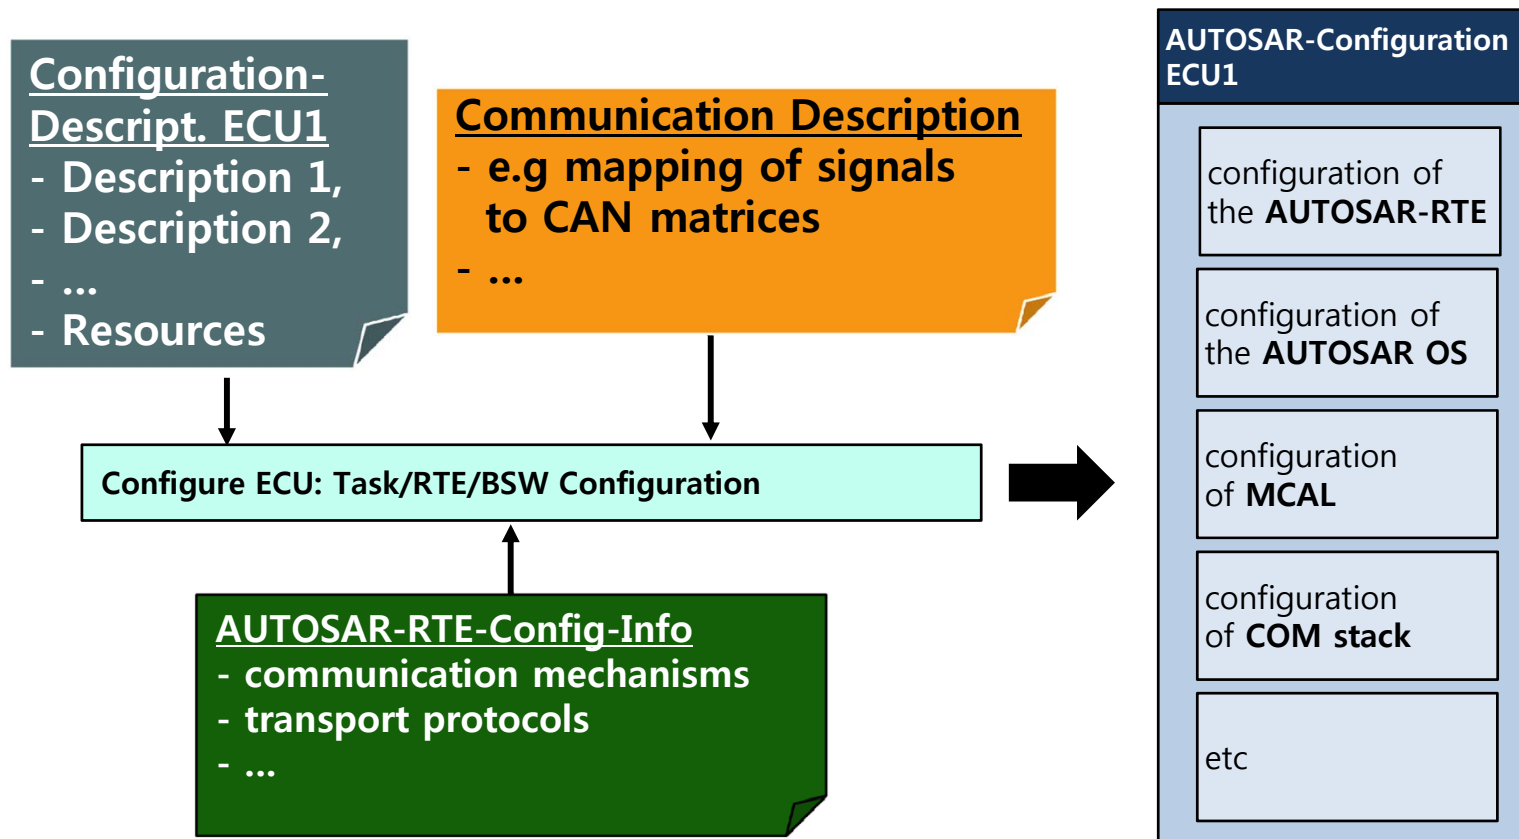 Configuration-
Descript. ECU1
- Description 1,
- Description 2,
- ...
- Resources
Communication Description
- e.g mapping of signals
to CAN matrices
- ...
Configure ECU: Task/RTE/BSW Configuration
AUTOSAR-RTE-Config-Info
- communication mechanisms
- transport protocols
- ...
AUTOSAR-Configuration
ECU1
configuration of
the AUTOSAR-RTE
configuration of
the AUTOSAR OS
configuration
of MCAL
configuration
of COM stack
etc